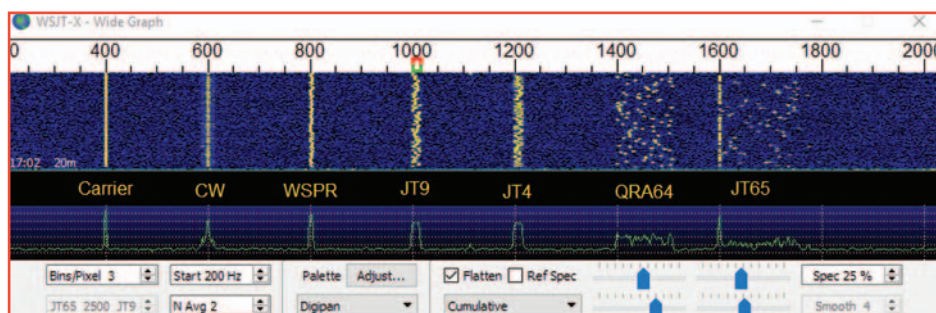 WSJT-X - Wide Graph
0 400 600 800 1000 1200 1400 1600 1800 200
17:02 20m
Carrier CW WSPR JT9 JT4 QRA64 JT65
Bins/Pixel 3 Start 200 Hz Palette Adjust... Flatten Ref Spec Spec 25 %
JT65 2500 JT9 N Avg 2 Digipan Cumulative Smooth 4